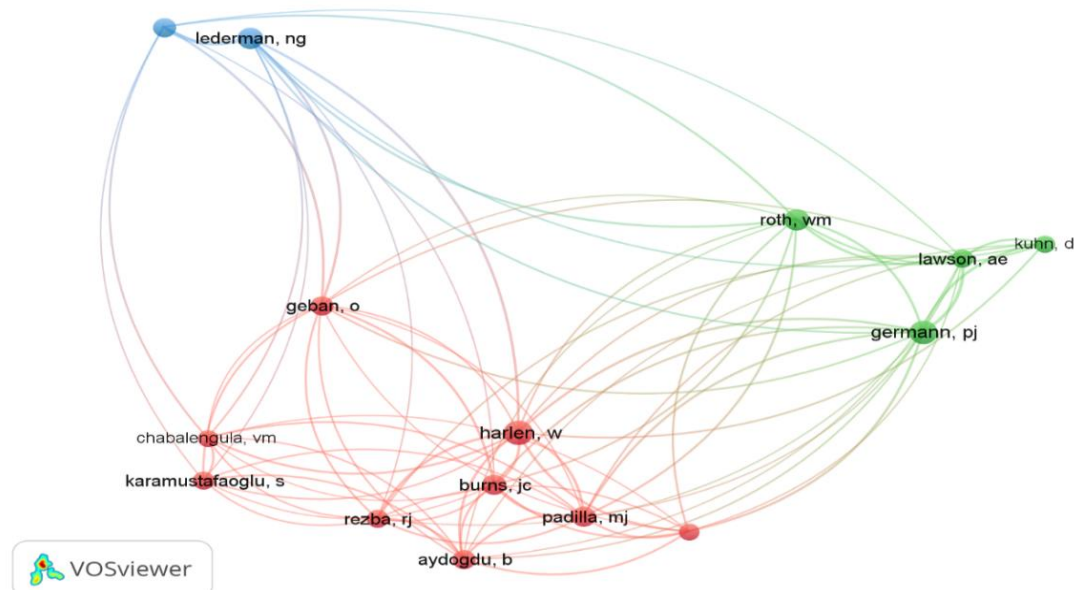 lederman, ng
roth, wm
kuhn, d
lawson, ae
geban, o
germann, pj
harlen, w
chabalengula, vm
karamustafaoglu, s
burns, jc
rezba, rj
padilla, mj
aydogdu, b
VOSviewer